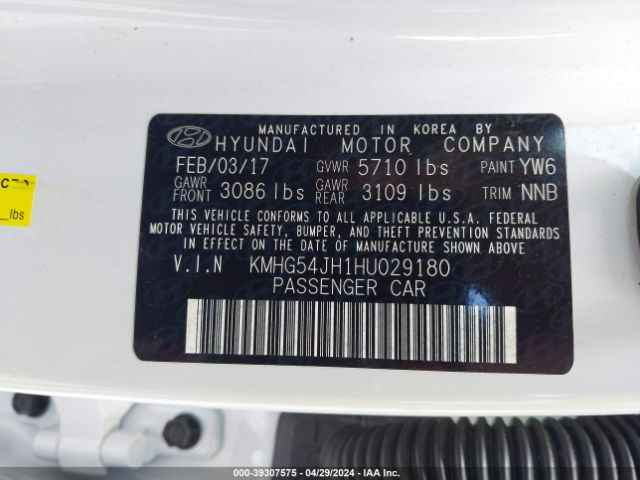 MANUFACTURED IN KOREA BY
HYUNDAI MOTOR COMPANY
FEB/03/17 GVWR 5710 lbs PAINT YW6
GAWR FRONT 3086 lbs GAWR REAR 3109 lbs TRIM NNB
THIS VEHICLE CONFORMS TO ALL APPLICABLE U.S.A. FEDERAL
MOTOR VEHICLE SAFETY, BUMPER, AND THEFT PREVENTION STANDARDS
IN EFFECT ON THE DATE OF MANUFACTURE SHOWN ABOVE.
V.I.N KMHG54JH1HU029180
PASSENGER CAR
lbs
000-39307575 - 04/29/2024 - IAA Inc.